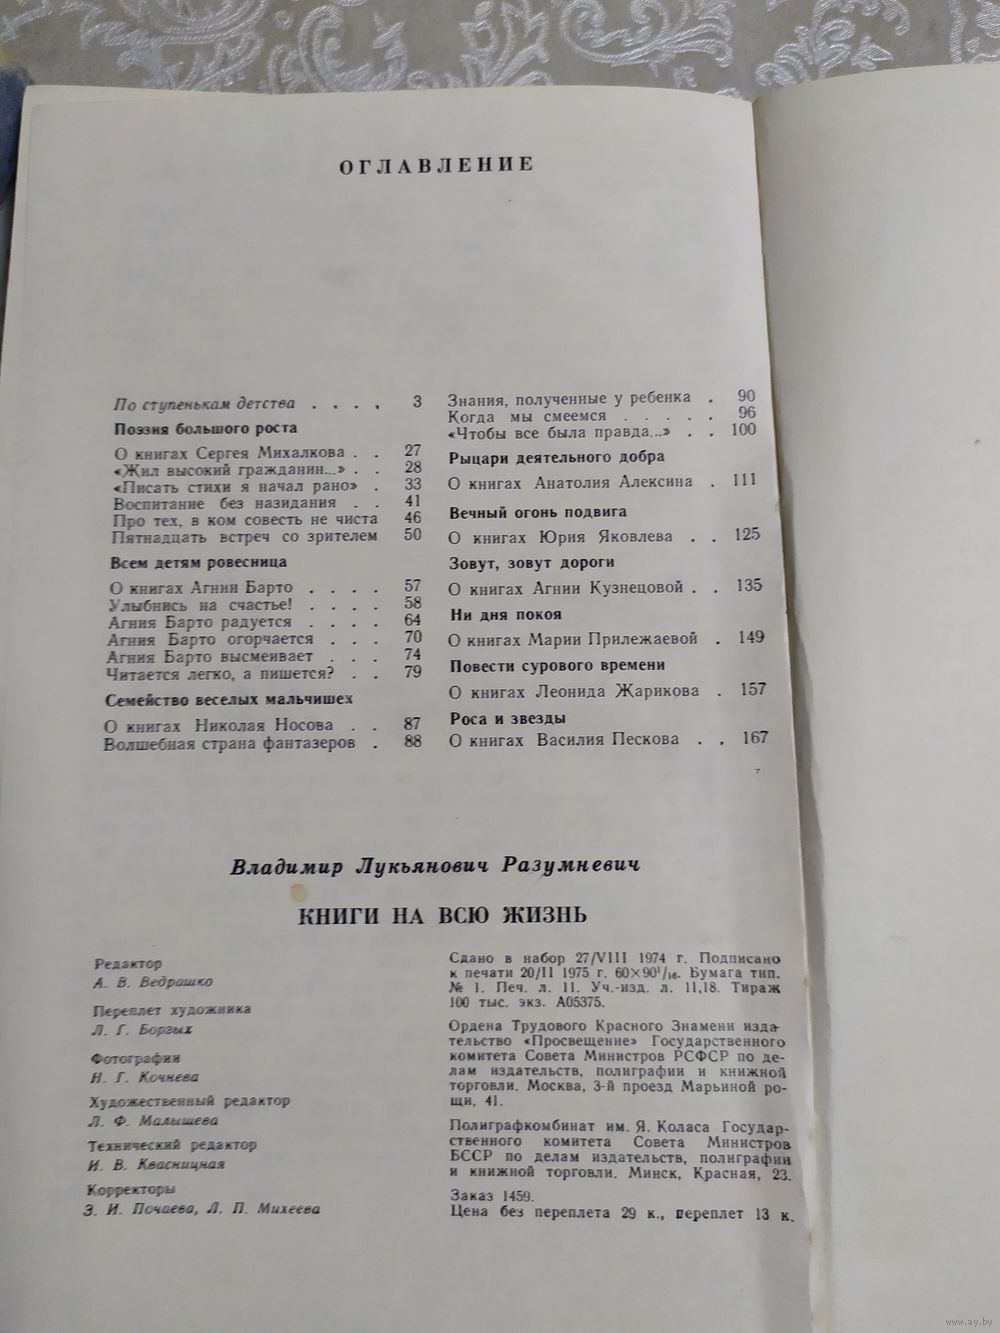 ОГЛАВЛЕНИЕ
По ступенькам детства . . . . 3
Поэзия большого роста
О книгах Сергея Михалкова . . 27
«Жил высокий гражданин...» . . 28
«Писать стихи я начал рано» . 33
Воспитание без назидания . . 41
Про тех, в ком совесть не чиста 46
Пятнадцать встреч со зрителем 50
Всем детям ровесница
О книгах Агнии Барто . . . . 57
Улыбнись на счастье! . . . . 58
Агния Барто радуется . . . . 64
Агния Барто огорчается . . . 70
Агния Барто высмеивает . . . 74
Читается легко, а пишется? . . 79
Семейство веселых мальчишек
О книгах Николая Носова . . 87
Волшебная страна фантазеров . 88
Знания, полученные у ребенка . 90
Когда мы смеемся . . . . . 96
«Чтобы все была правда...» . . 100
Рыцари деятельного добра
О книгах Анатолия Алексина . 111
Вечный огонь подвига
О книгах Юрия Яковлева . . 125
Зовут, зовут дороги
О книгах Агнии Кузнецовой . . 135
Ни дня покоя
О книгах Марии Прилежаевой . 149
Повести сурового времени
О книгах Леонида Жарикова . 157
Роса и звезды
О книгах Василия Пескова . . 167
Владимир Лукьянович Разумневич
КНИГИ НА ВСЮ ЖИЗНЬ
Редактор
А. В. Ведрашко
Переплет художника
Л. Г. Борзых
Фотографии
Н. Г. Кочнева
Художественный редактор
Л. Ф. Малышева
Технический редактор
И. В. Квасницкая
Корректоры
З. И. Почаева, Л. П. Михеева
Сдано в набор 27/VIII 1974 г. Подписано
к печати 20/II 1975 г. 60×90¹/₁₆. Бумага тип.
№ 1. Печ. л. 11. Уч.-изд. л. 11,18. Тираж
100 тыс. экз. А05375.
Ордена Трудового Красного Знамени изда-
тельство «Просвещение» Государственного
комитета Совета Министров РСФСР по де-
лам издательств, полиграфии и книжной
торговли. Москва, 3-й проезд Марьиной ро-
щи, 41.
Полиграфкомбинат им. Я. Коласа Государ-
ственного комитета Совета Министров
БССР по делам издательств, полиграфии
и книжной торговли. Минск, Красная, 23.
Заказ 1459.
Цена без переплета 29 к., переплет 13 к.
www.ay.by